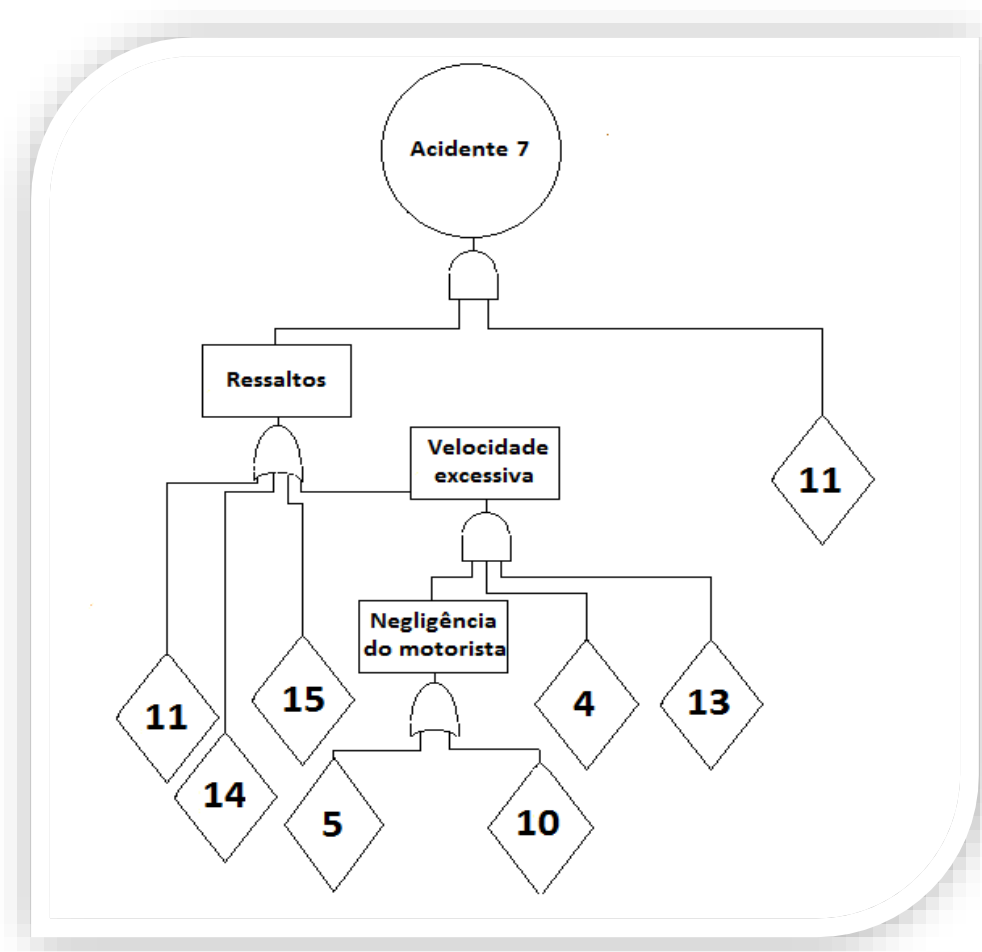 Acidente 7
Ressaltos
Velocidade
excessiva
11
Negligência
do motorista
11
15
4
13
14
5
10